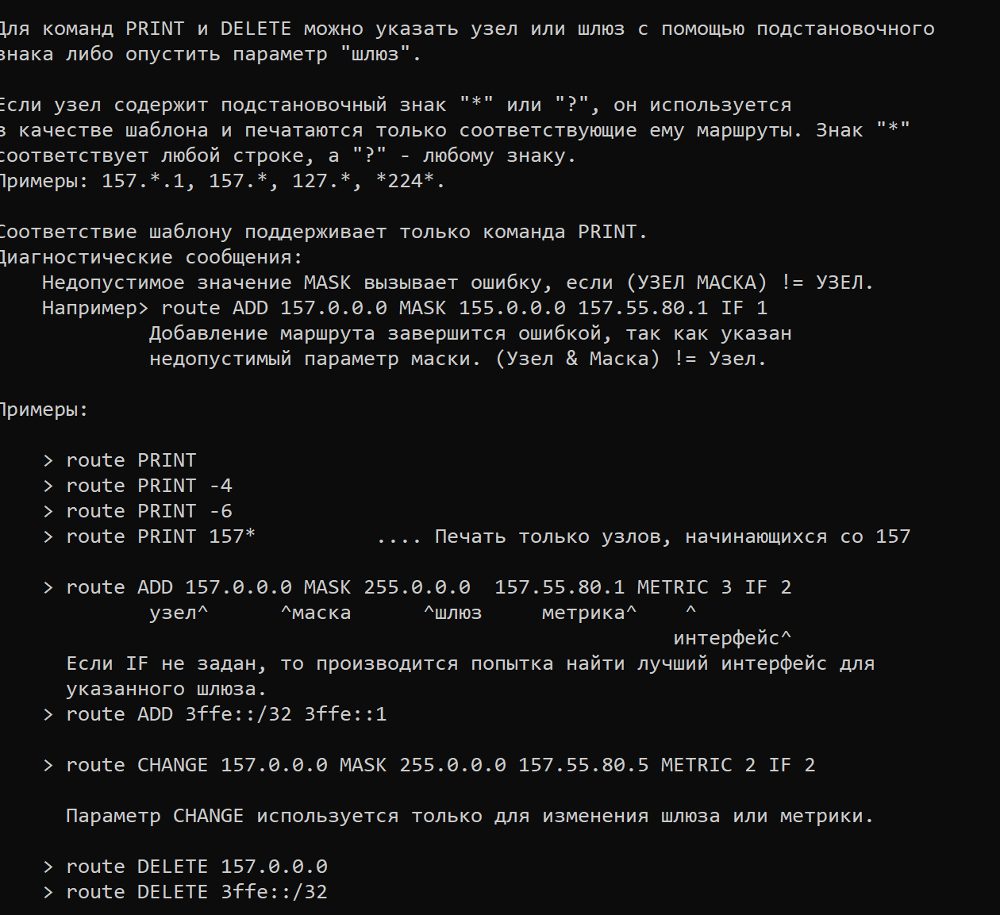 Для команд PRINT и DELETE можно указать узел или шлюз с помощью подстановочного
знака либо опустить параметр "шлюз".
Если узел содержит подстановочный знак "*" или "?", он используется
в качестве шаблона и печатаются только соответствующие ему маршруты. Знак "*"
соответствует любой строке, а "?" - любому знаку.
Примеры: 157.*.1, 157.*, 127.*, *224*.
Соответствие шаблону поддерживает только команда PRINT.
Диагностические сообщения:
Недопустимое значение MASK вызывает ошибку, если (УЗЕЛ МАСКА) != УЗЕЛ.
Например> route ADD 157.0.0.0 MASK 155.0.0.0 157.55.80.1 IF 1
Добавление маршрута завершится ошибкой, так как указан
недопустимый параметр маски. (Узел & Маска) != Узел.
Примеры:
> route PRINT
> route PRINT -4
> route PRINT -6
> route PRINT 157* .... Печать только узлов, начинающихся со 157
> route ADD 157.0.0.0 MASK 255.0.0.0 157.55.80.1 METRIC 3 IF 2
узел^ ^маска ^шлюз метрика^ ^
интерфейс^
Если IF не задан, то производится попытка найти лучший интерфейс для
указанного шлюза.
> route ADD 3ffe::/32 3ffe::1
> route CHANGE 157.0.0.0 MASK 255.0.0.0 157.55.80.5 METRIC 2 IF 2
Параметр CHANGE используется только для изменения шлюза или метрики.
> route DELETE 157.0.0.0
> route DELETE 3ffe::/32